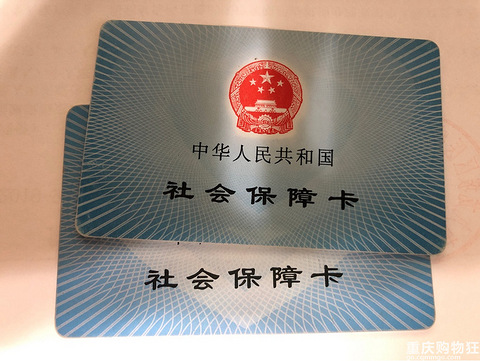 中华人民共和国
社会保障卡
社会保障卡
重庆购物狂